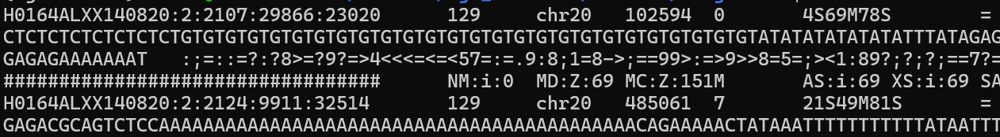 H0164ALXX140820:2:2107:29866:23020 129 chr20 102594 0 4S69M78S =
CTCTCTCTCTCTCTCTGTGTGTGTGTGTGTGTGTGTGTGTGTGTGTGTGTGTGTGTGTGTGTGTGTGTATATATATATATATTTATAGAG
GAGAGAAAAAAAT :;=::=?:?8>=?9?=>4<<<=<=<57=:=.9:8;1=8->;==99>:=>9>>8=5=;><1:89?;?;?;==7?=
################################## NM:i:0 MD:Z:69 MC:Z:151M AS:i:69 XS:i:69 SA
H0164ALXX140820:2:2124:9911:32514 129 chr20 485061 7 21S49M81S =
GAGACGCAGTCTCCAAAAAAAAAAAAAAAAAAAAAAAAAAAAAAAAAAAAAAAAAAACAGAAAAACTATAAATTTTTTTTTTTATAATTT